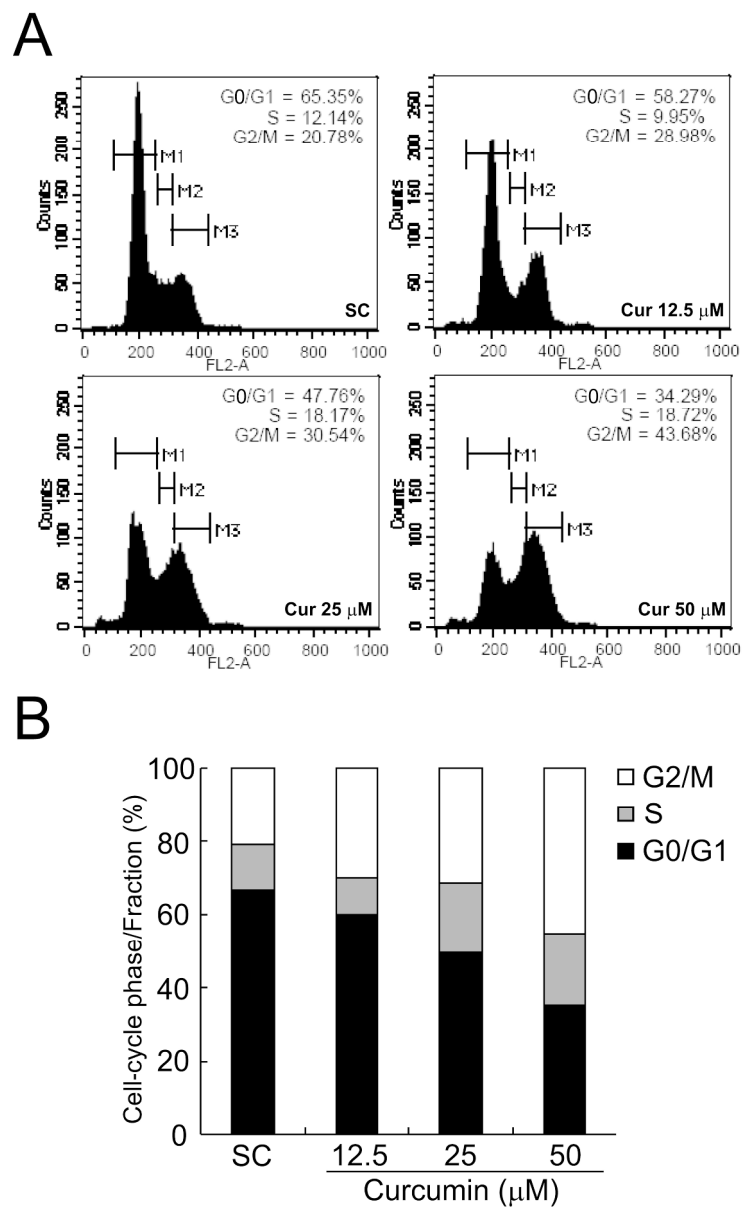 A
G0/G1 = 65.35%
S = 12.14%
G2/M = 20.78%
M1
M2
M3
Counts
0 50 100 150 200 250
SC
0 200 400 600 800 1000
FL2-A
G0/G1 = 58.27%
S = 9.95%
G2/M = 28.98%
M1
M2
M3
Counts
0 50 100 150 200 250
Cur 12.5 μM
0 200 400 600 800 1000
FL2-A
G0/G1 = 47.76%
S = 18.17%
G2/M = 30.54%
M1
M2
M3
Counts
0 50 100 150 200 250
Cur 25 μM
0 200 400 600 800 1000
FL2-A
G0/G1 = 34.29%
S = 18.72%
G2/M = 43.68%
M1
M2
M3
Counts
0 50 100 150 200 250
Cur 50 μM
0 200 400 600 800 1000
FL2-A
B
Cell-cycle phase/Fraction (%)
100
80
60
40
20
0
G2/M
S
G0/G1
SC 12.5 25 50
Curcumin (μM)